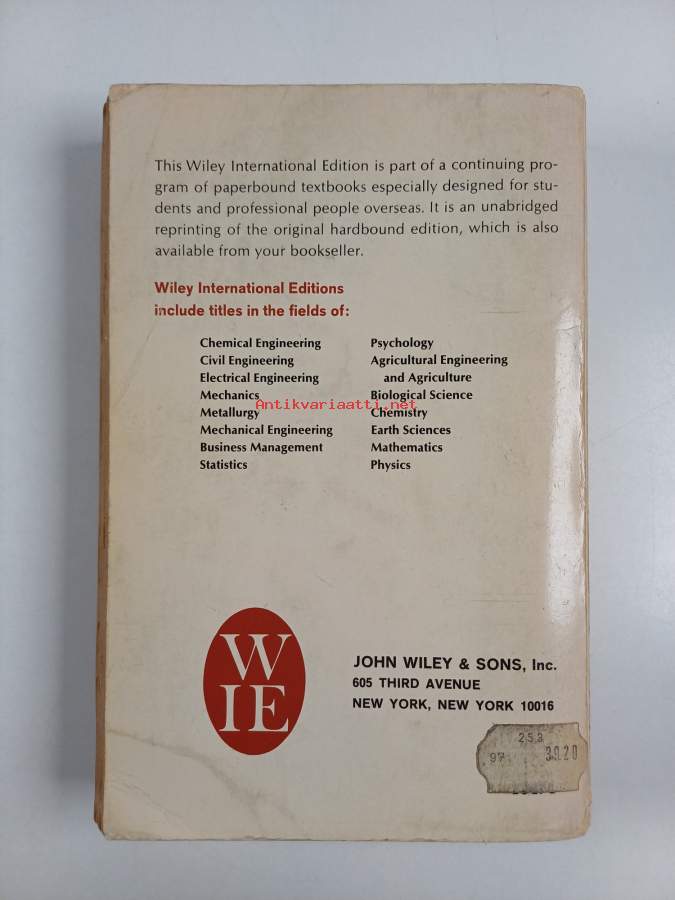 This Wiley International Edition is part of a continuing pro-
gram of paperbound textbooks especially designed for stu-
dents and professional people overseas. It is an unabridged
reprinting of the original hardbound edition, which is also
available from your bookseller.
Wiley International Editions
include titles in the fields of:
Chemical Engineering
Civil Engineering
Electrical Engineering
Mechanics
Metallurgy
Mechanical Engineering
Business Management
Statistics
Psychology
Agricultural Engineering
and Agriculture
Biological Science
Chemistry
Earth Sciences
Mathematics
Physics
Antikvariaatti.net
W
IE
JOHN WILEY & SONS, Inc.
605 THIRD AVENUE
NEW YORK, NEW YORK 10016
253
97 3920